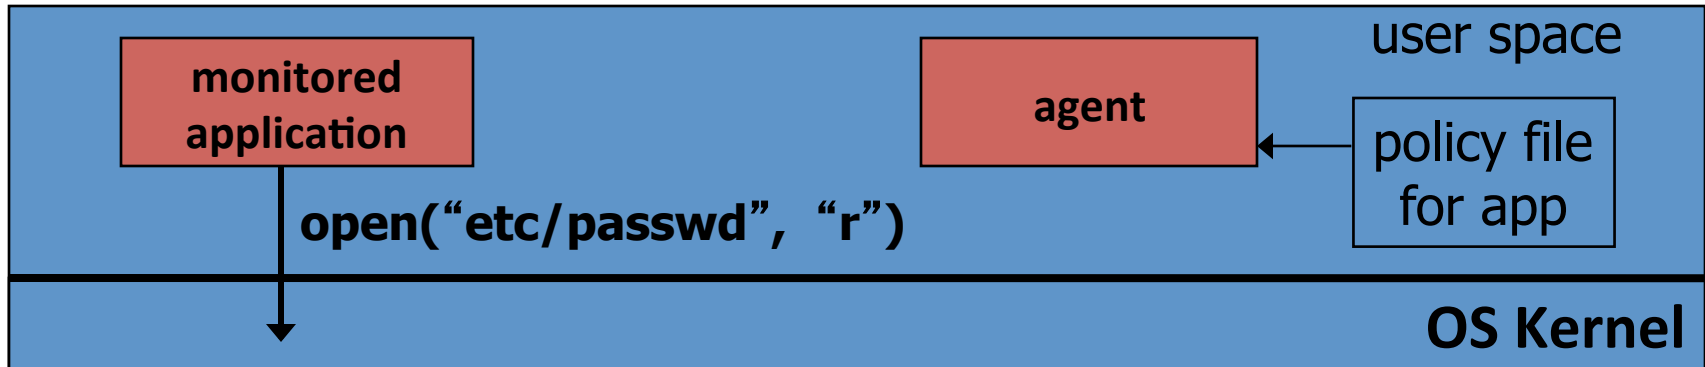 user space
monitored
application
agent
policy file
for app
open(“etc/passwd”, “r”)
OS Kernel